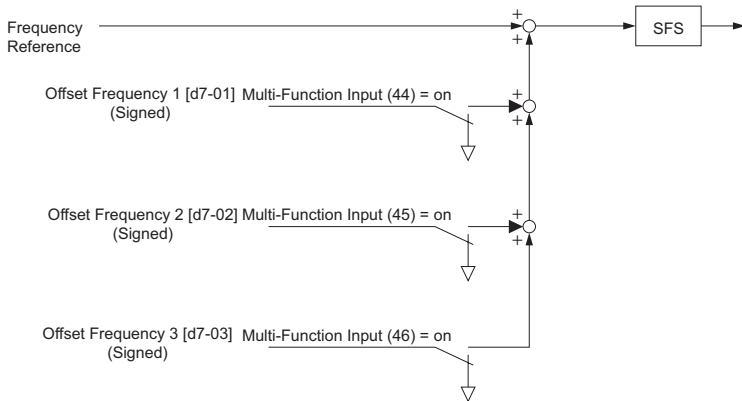 Frequency
Reference
+
+
SFS
Offset Frequency 1 [d7-01]
(Signed)
Multi-Function Input (44) = on
+
+
Offset Frequency 2 [d7-02]
(Signed)
Multi-Function Input (45) = on
+
+
Offset Frequency 3 [d7-03]
(Signed)
Multi-Function Input (46) = on